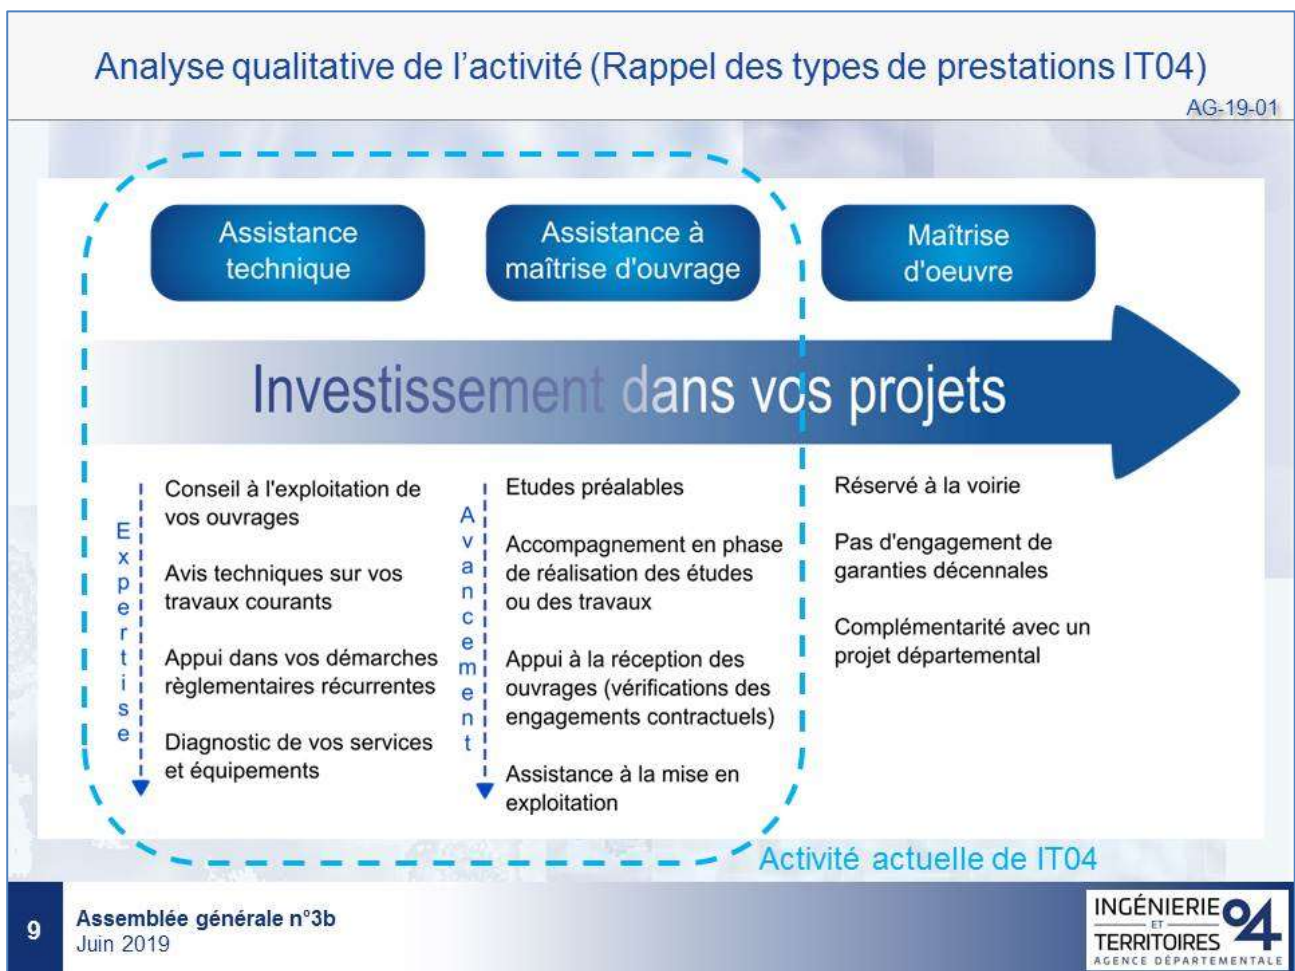 Analyse qualitative de l'activité (Rappel des types de prestations IT04)
AG-19-01
Assistance
technique
Assistance à
maîtrise d'ouvrage
Maîtrise
d'oeuvre
Investissement dans vos projets
Expertise
Conseil à l'exploitation de
vos ouvrages
Avis techniques sur vos
travaux courants
Appui dans vos démarches
règlementaires récurrentes
Diagnostic de vos services
et équipements
Avancement
Etudes préalables
Accompagnement en phase
de réalisation des études
ou des travaux
Appui à la réception des
ouvrages (vérifications des
engagements contractuels)
Assistance à la mise en
exploitation
Réservé à la voirie
Pas d'engagement de
garanties décennales
Complémentarité avec un
projet départemental
Activité actuelle de IT04
9
Assemblée générale n°3b
Juin 2019
INGÉNIERIE
ET
TERRITOIRES
04
AGENCE DÉPARTEMENTALE